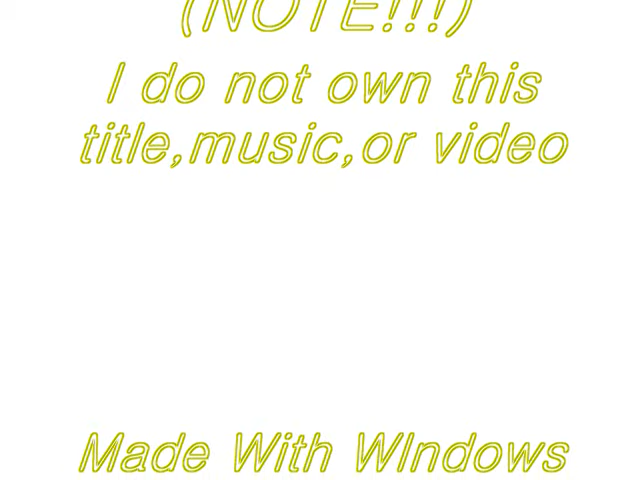 (NOTE!!!)
I do not own this
title,music,or video
Made With WIndows